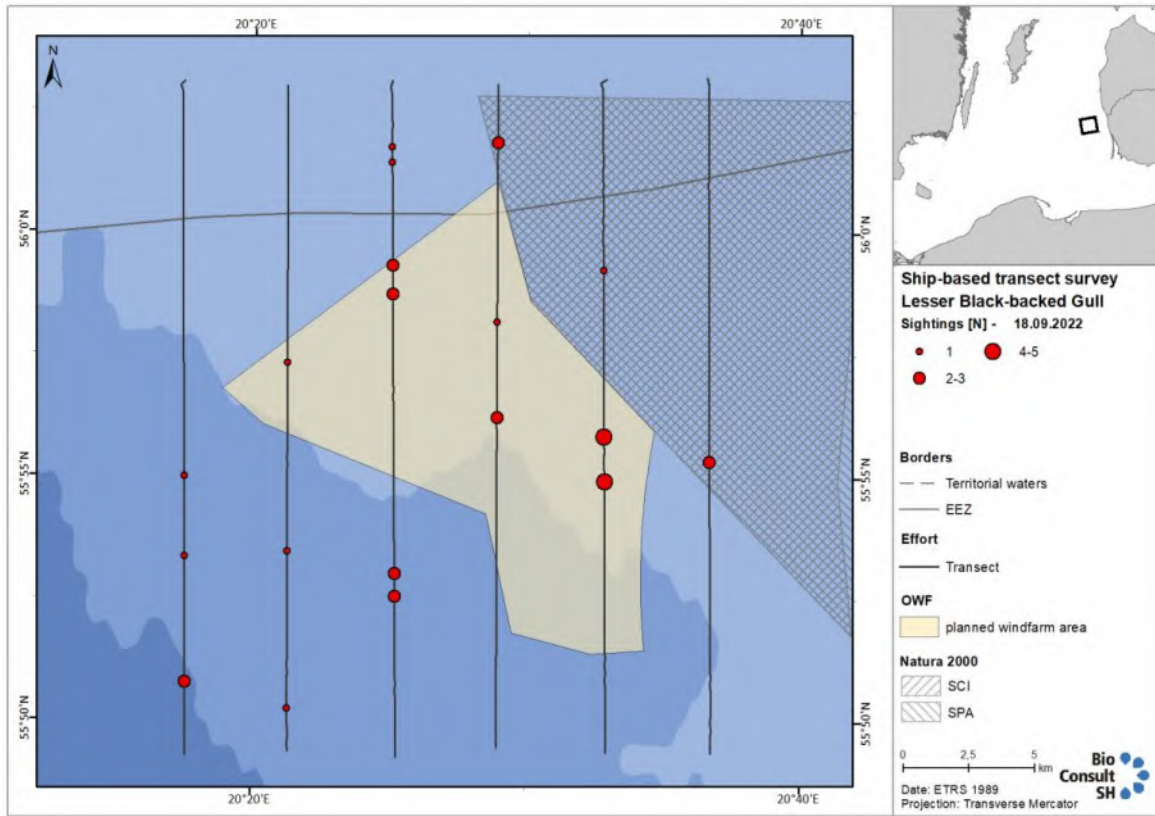 20°20'E
20°40'E
N
56°0'N
56°0'N
55°55'N
55°55'N
55°50'N
55°50'N
20°20'E
20°40'E
Ship-based transect survey
Lesser Black-backed Gull
Sightings [N] - 18.09.2022
1
4-5
2-3
Borders
Territorial waters
EEZ
Effort
Transect
OWF
planned windfarm area
Natura 2000
SCI
SPA
0 2,5 5
km
Date: ETRS 1989
Projection: Transverse Mercator
Bio
Consult
SH